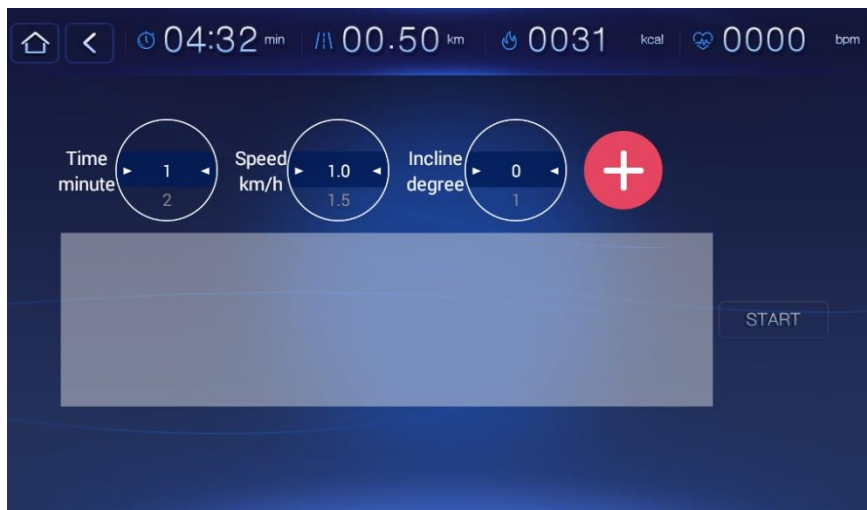 04:32 min 00.50 km 0031 kcal 0000 bpm
Time minute 1 2
Speed km/h 1.0 1.5
Incline degree 0 1
START